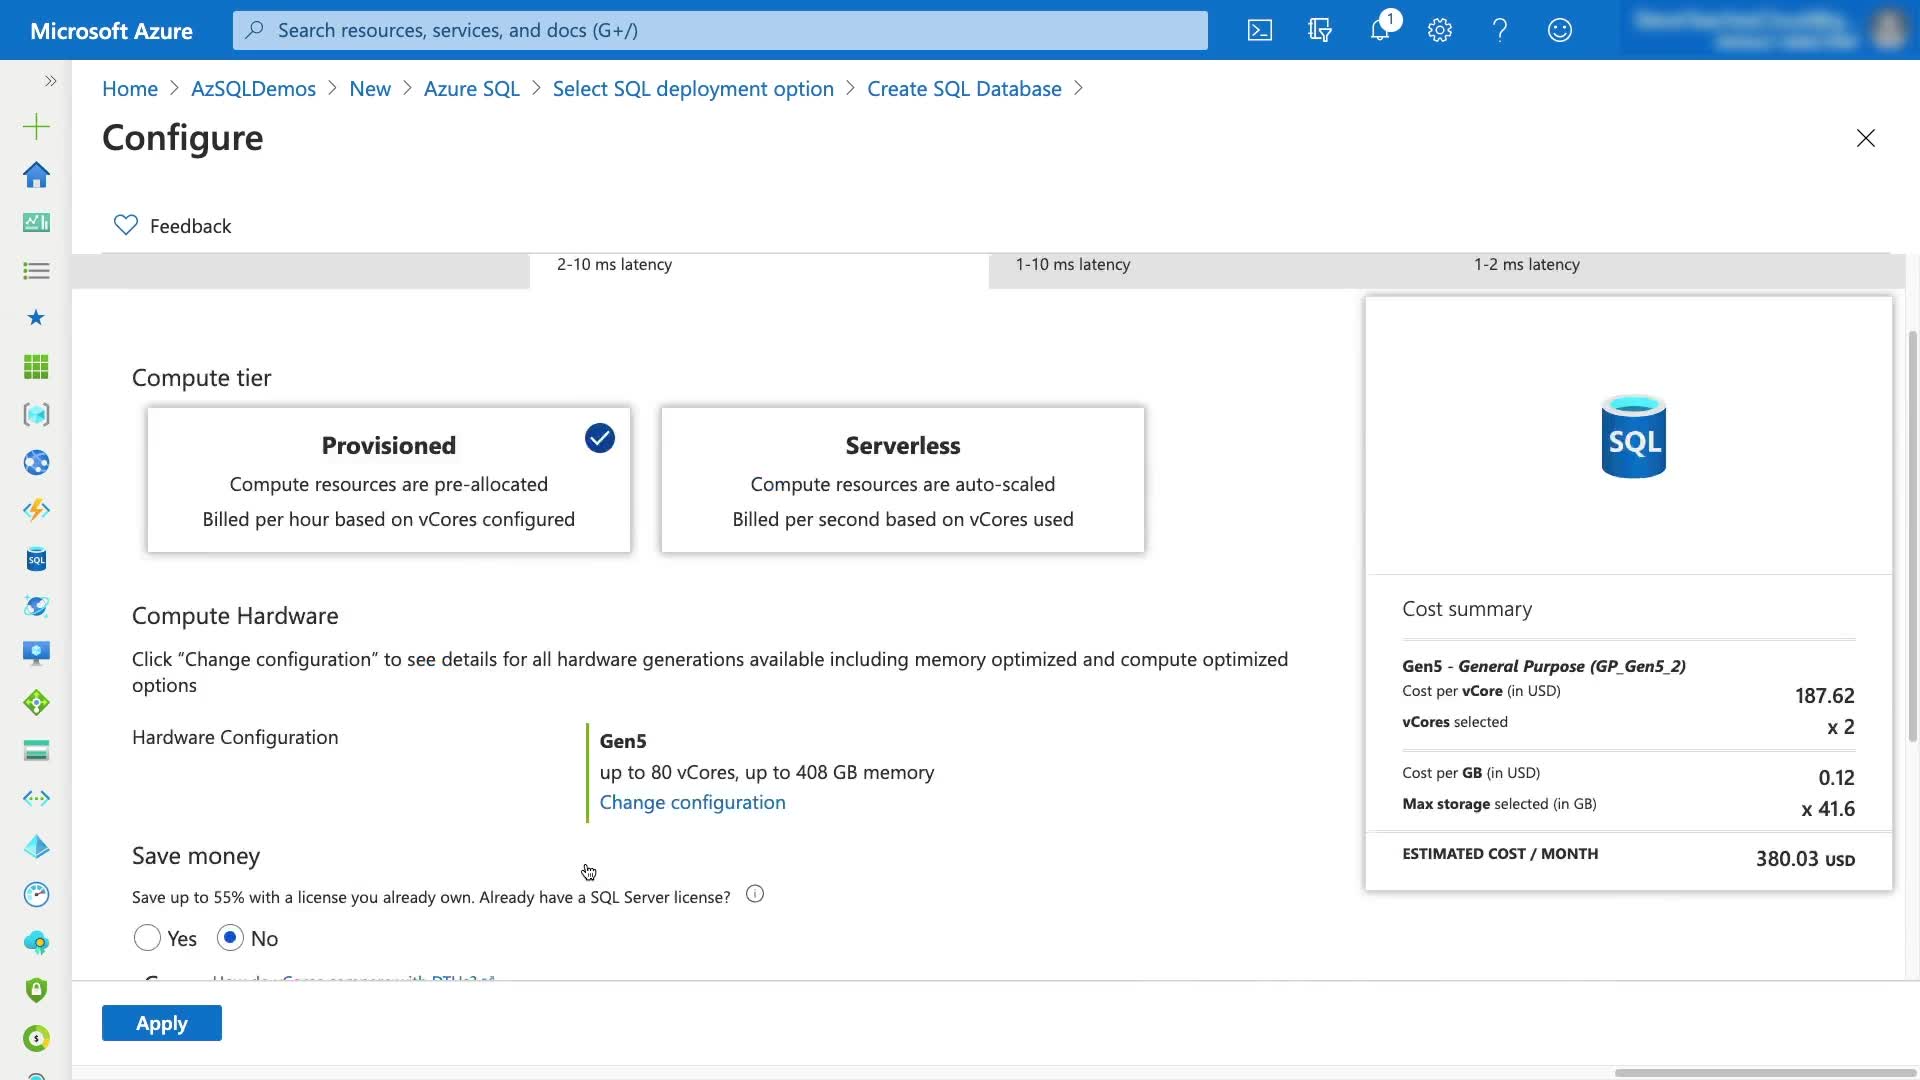 Microsoft Azure
Search resources, services, and docs (G+/)
1
Home > AzSQLDemos > New > Azure SQL > Select SQL deployment option > Create SQL Database >
Configure
Feedback
2-10 ms latency
1-10 ms latency
1-2 ms latency
Compute tier
Provisioned
Compute resources are pre-allocated
Billed per hour based on vCores configured
Serverless
Compute resources are auto-scaled
Billed per second based on vCores used
SQL
Compute Hardware
Click “Change configuration” to see details for all hardware generations available including memory optimized and compute optimized
options
Hardware Configuration
Gen5
up to 80 vCores, up to 408 GB memory
Change configuration
Save money
Save up to 55% with a license you already own. Already have a SQL Server license?
Yes
No
Cost summary
Gen5 - General Purpose (GP_Gen5_2)
Cost per vCore (in USD) 187.62
vCores selected x 2
Cost per GB (in USD) 0.12
Max storage selected (in GB) x 41.6
ESTIMATED COST / MONTH 380.03 USD
Apply
SQL